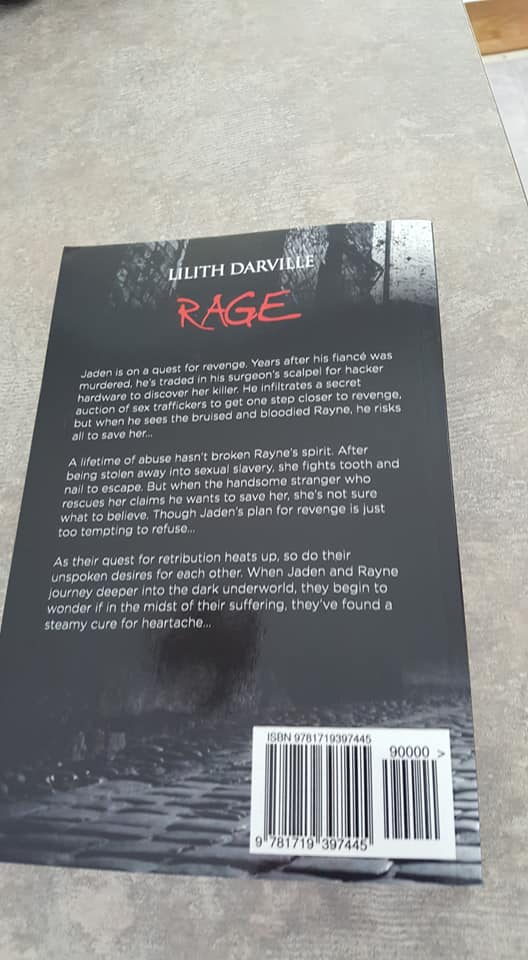 LILITH DARVILLE
RAGE
Jaden is on a quest for revenge. Years after his fiancé was
murdered, he's traded in his surgeon's scalpel for hacker
hardware to discover her killer. He infiltrates a secret
auction of sex traffickers to get one step closer to revenge,
but when he sees the bruised and bloodied Rayne, he risks
all to save her...
A lifetime of abuse hasn't broken Rayne's spirit. After
being stolen away into sexual slavery, she fights tooth and
nail to escape. But when the handsome stranger who
rescues her claims he wants to save her, she's not sure
what to believe. Though Jaden's plan for revenge is just
too tempting to refuse...
As their quest for retribution heats up, so do their
unspoken desires for each other. When Jaden and Rayne
journey deeper into the dark underworld, they begin to
wonder if in the midst of their suffering, they've found a
steamy cure for heartache...
ISBN 9781719397445
90000 >
9 781719 397445